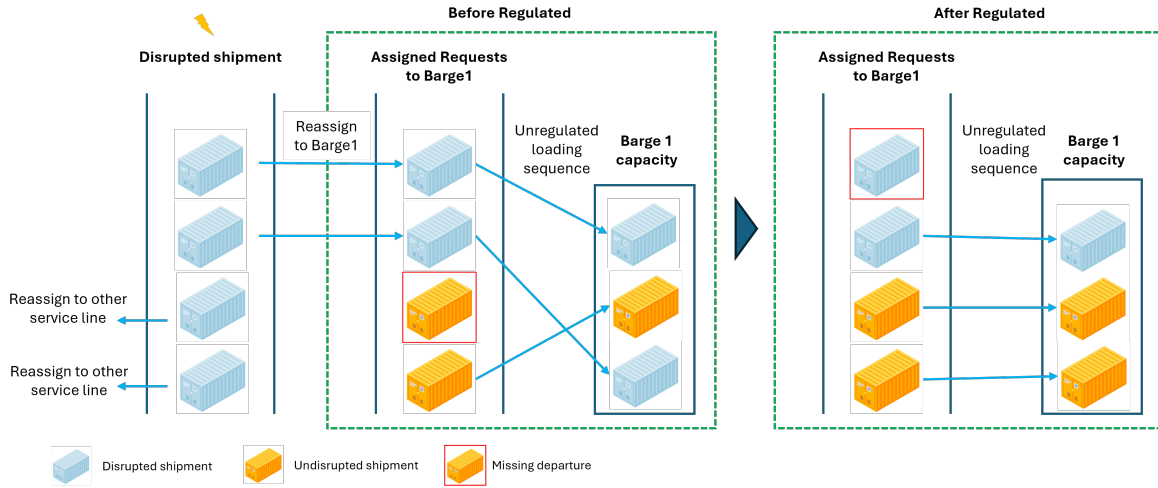 Before Regulated
After Regulated
Disrupted shipment
Assigned Requests
to Barge1
Reassign
to Barge1
Unregulated
loading
sequence
Barge 1
capacity
Assigned Requests
to Barge1
Unregulated
loading
sequence
Barge 1
capacity
Reassign to other
service line
Reassign to other
service line
Disrupted shipment
Undisrupted shipment
Missing departure